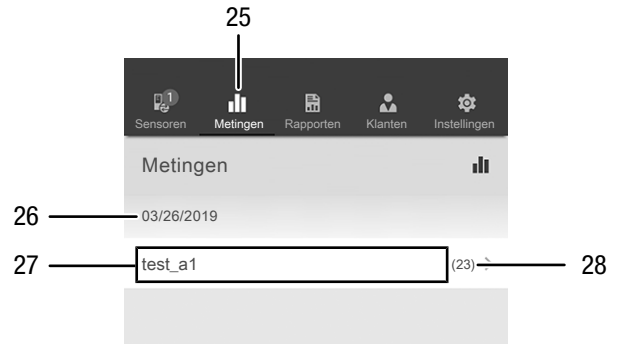 25
1
Sensoren Metingen Rapporten Klanten Instellingen
Metingen
26 03/26/2019
27 test_a1 (23) 28